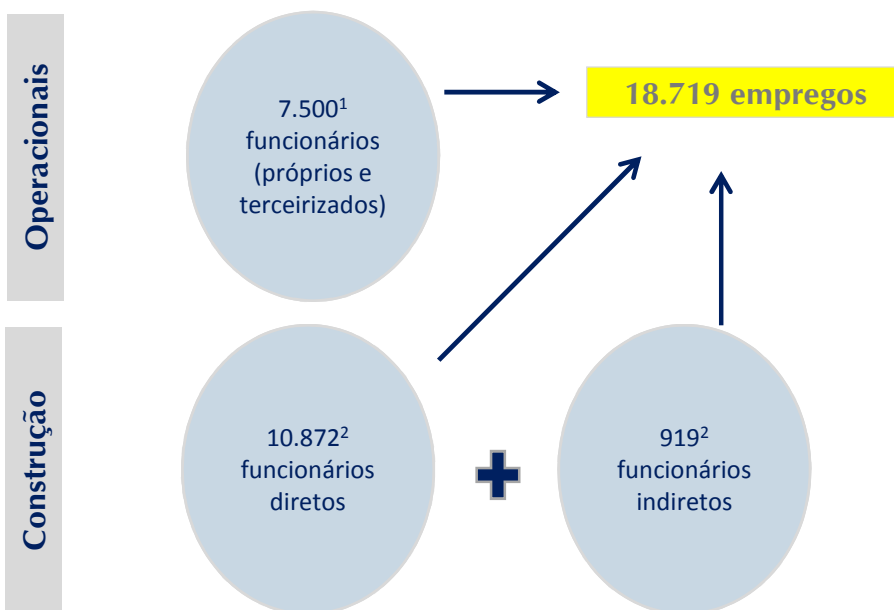 Operacionais
7.500¹
funcionários
(próprios e
terceirizados)
18.719 empregos
Construção
10.872²
funcionários
diretos
919²
funcionários
indiretos